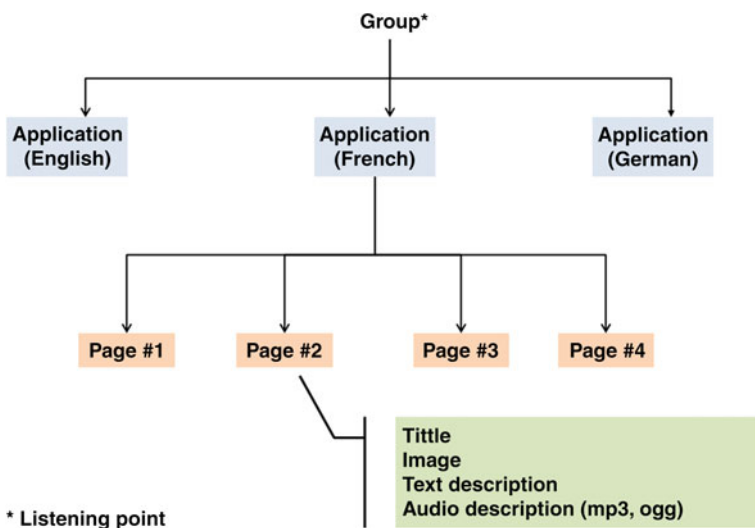 Group*
Application
(English)
Application
(French)
Application
(German)
Page #1
Page #2
Page #3
Page #4
Tittle
Image
Text description
Audio description (mp3, ogg)
* Listening point